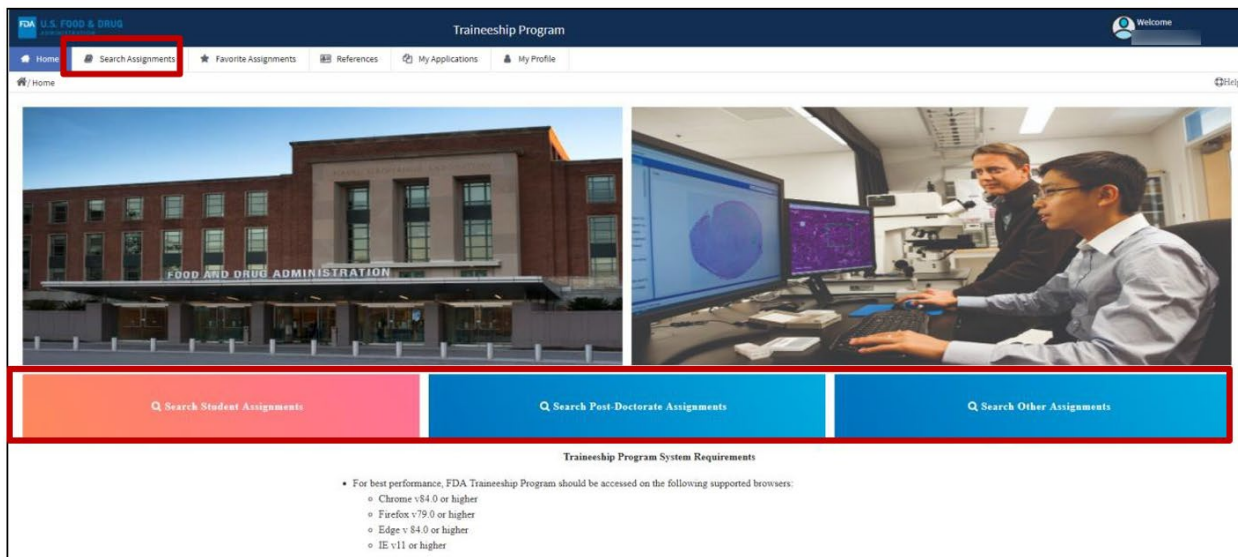 FDA U.S. FOOD & DRUG
ADMINISTRATION
Traineeship Program
Welcome
Home Search Assignments Favorite Assignments References My Applications My Profile
/ Home
Help
FOOD AND DRUG ADMINISTRATION
Search Student Assignments Search Post-Doctorate Assignments Search Other Assignments
Traineeship Program System Requirements
• For best performance, FDA Traineeship Program should be accessed on the following supported browsers:
Chrome v84.0 or higher
Firefox v79.0 or higher
Edge v 84.0 or higher
IE v11 or higher